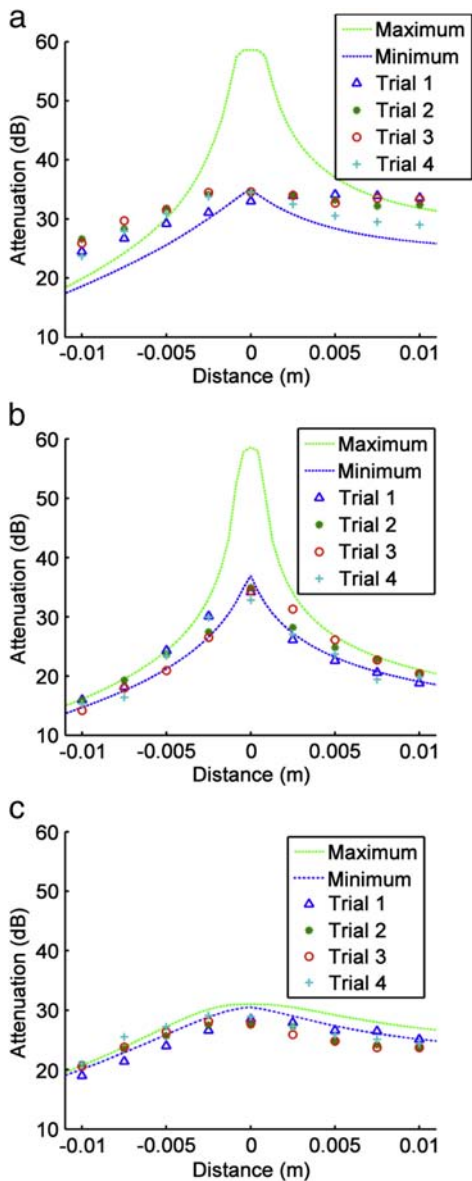 a
60
50
40
30
20
10
Attenuation (dB)
Maximum
Minimum
Trial 1
Trial 2
Trial 3
Trial 4
-0.01
-0.005
0
0.005
0.01
Distance (m)
b
60
50
40
30
20
10
Attenuation (dB)
Maximum
Minimum
Trial 1
Trial 2
Trial 3
Trial 4
-0.01
-0.005
0
0.005
0.01
Distance (m)
c
60
50
40
30
20
10
Attenuation (dB)
Maximum
Minimum
Trial 1
Trial 2
Trial 3
Trial 4
-0.01
-0.005
0
0.005
0.01
Distance (m)